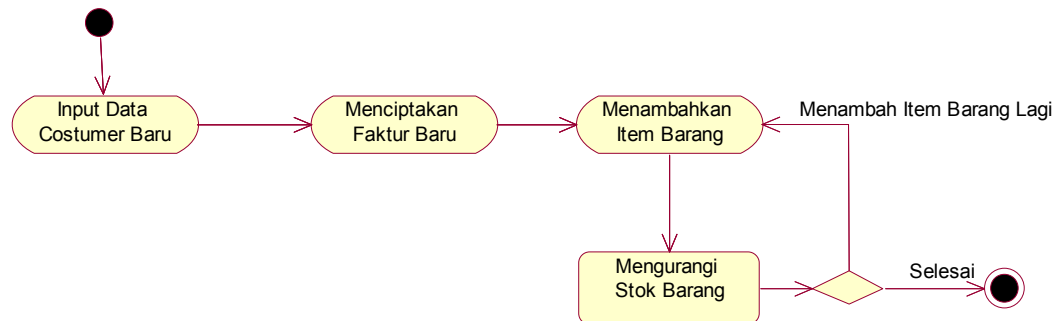 Input Data
Costumer Baru
Menciptakan
Faktur Baru
Menambahkan
Item Barang
Menambah Item Barang Lagi
Mengurangi
Stok Barang
Selesai